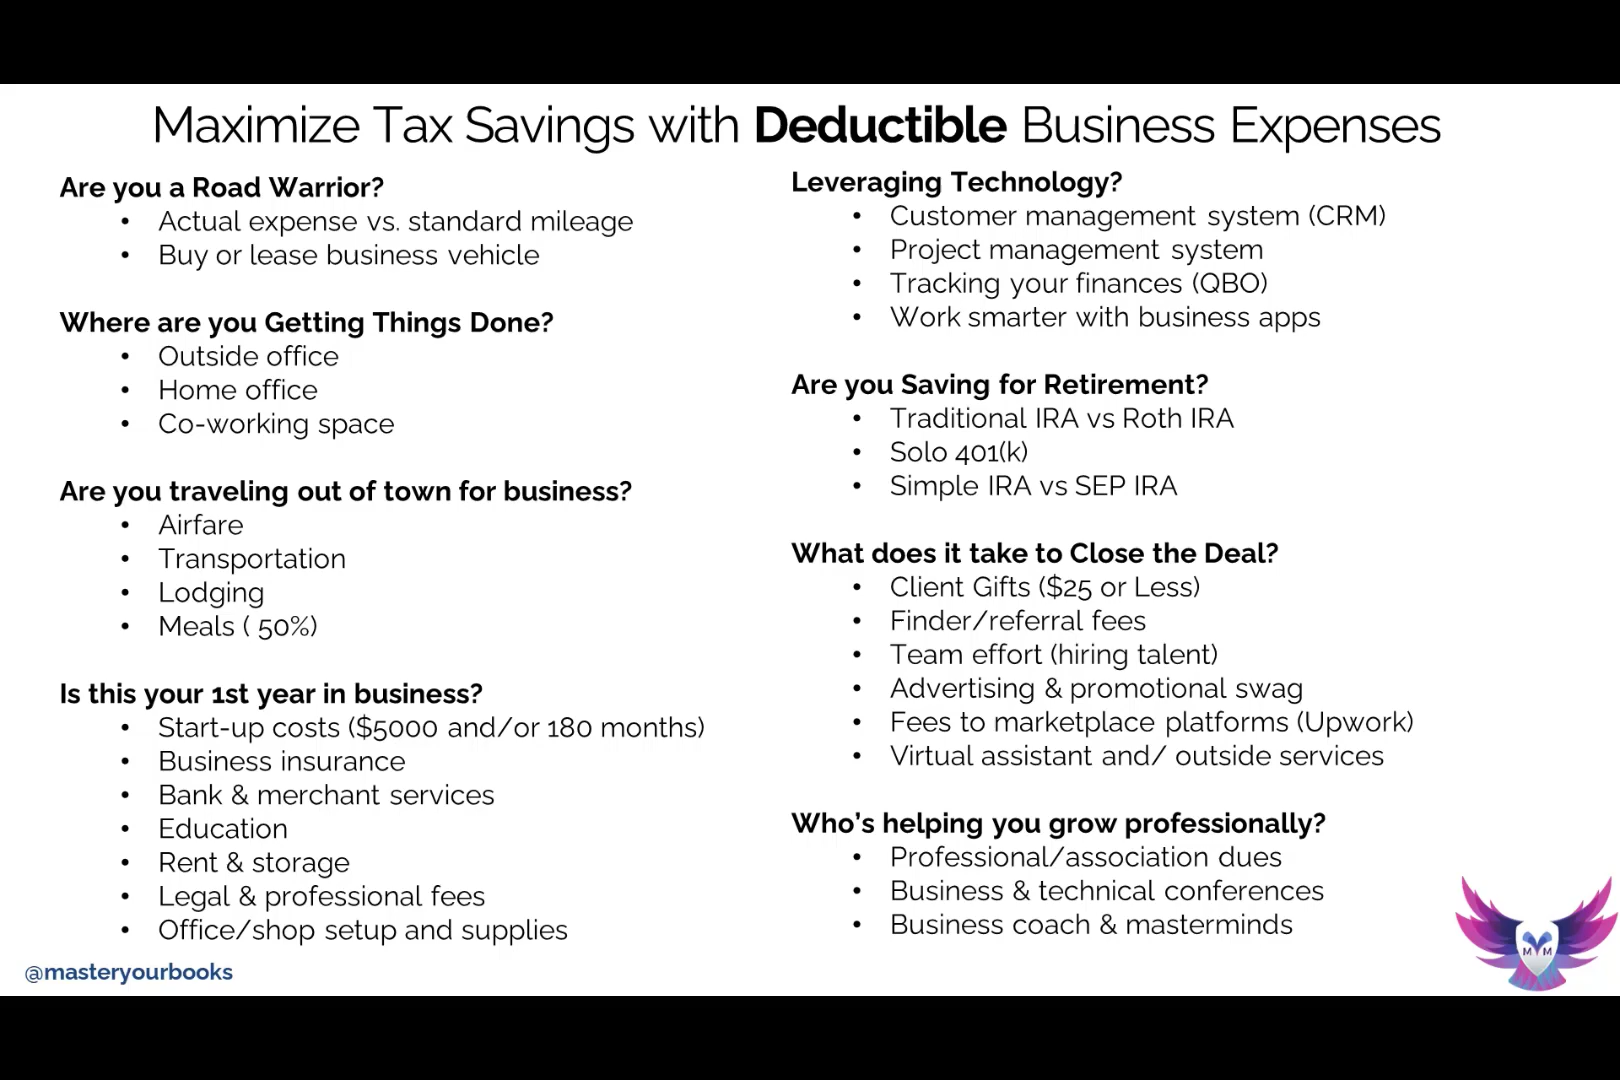 Maximize Tax Savings with Deductible Business Expenses
Are you a Road Warrior?
• Actual expense vs. standard mileage
• Buy or lease business vehicle
Where are you Getting Things Done?
• Outside office
• Home office
• Co-working space
Are you traveling out of town for business?
• Airfare
• Transportation
• Lodging
• Meals ( 50%)
Is this your 1st year in business?
• Start-up costs ($5000 and/or 180 months)
• Business insurance
• Bank & merchant services
• Education
• Rent & storage
• Legal & professional fees
• Office/shop setup and supplies
Leveraging Technology?
• Customer management system (CRM)
• Project management system
• Tracking your finances (QBO)
• Work smarter with business apps
Are you Saving for Retirement?
• Traditional IRA vs Roth IRA
• Solo 401(k)
• Simple IRA vs SEP IRA
What does it take to Close the Deal?
• Client Gifts ($25 or Less)
• Finder/referral fees
• Team effort (hiring talent)
• Advertising & promotional swag
• Fees to marketplace platforms (Upwork)
• Virtual assistant and/ outside services
Who's helping you grow professionally?
• Professional/association dues
• Business & technical conferences
• Business coach & masterminds
@masteryourbooks
M M